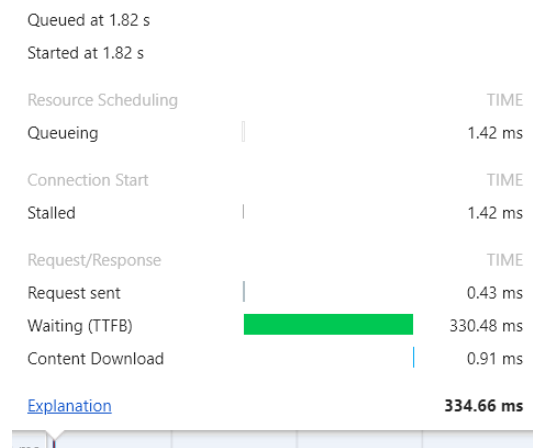 Queued at 1.82 s
Started at 1.82 s
Resource Scheduling TIME
Queueing 1.42 ms
Connection Start TIME
Stalled 1.42 ms
Request/Response TIME
Request sent 0.43 ms
Waiting (TTFB) 330.48 ms
Content Download 0.91 ms
Explanation 334.66 ms